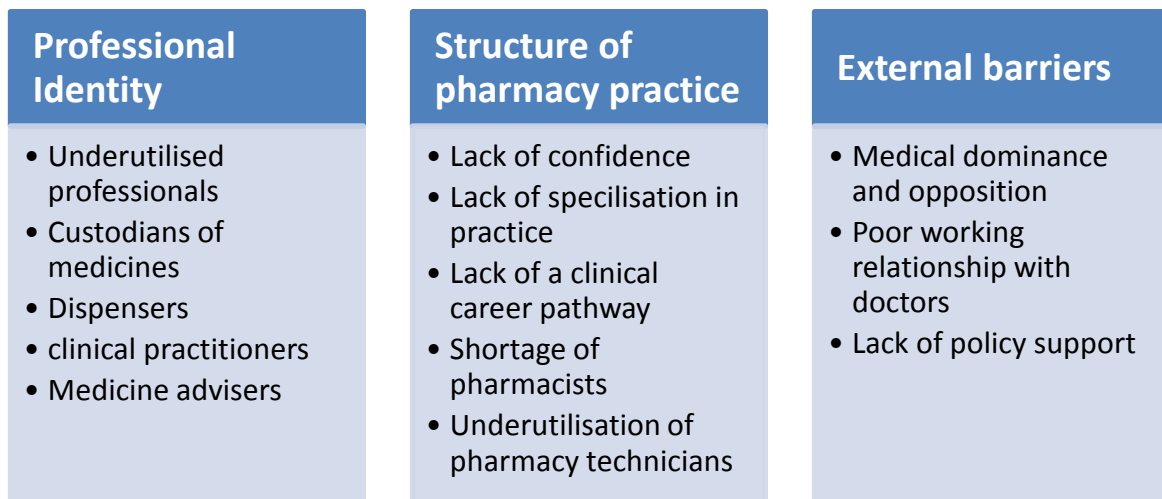 Professional
Identity
• Underutilised
professionals
• Custodians of
medicines
• Dispensers
• clinical practitioners
• Medicine advisers
Structure of
pharmacy practice
• Lack of confidence
• Lack of specilisation in
practice
• Lack of a clinical
career pathway
• Shortage of
pharmacists
• Underutilisation of
pharmacy technicians
External barriers
• Medical dominance
and opposition
• Poor working
relationship with
doctors
• Lack of policy support